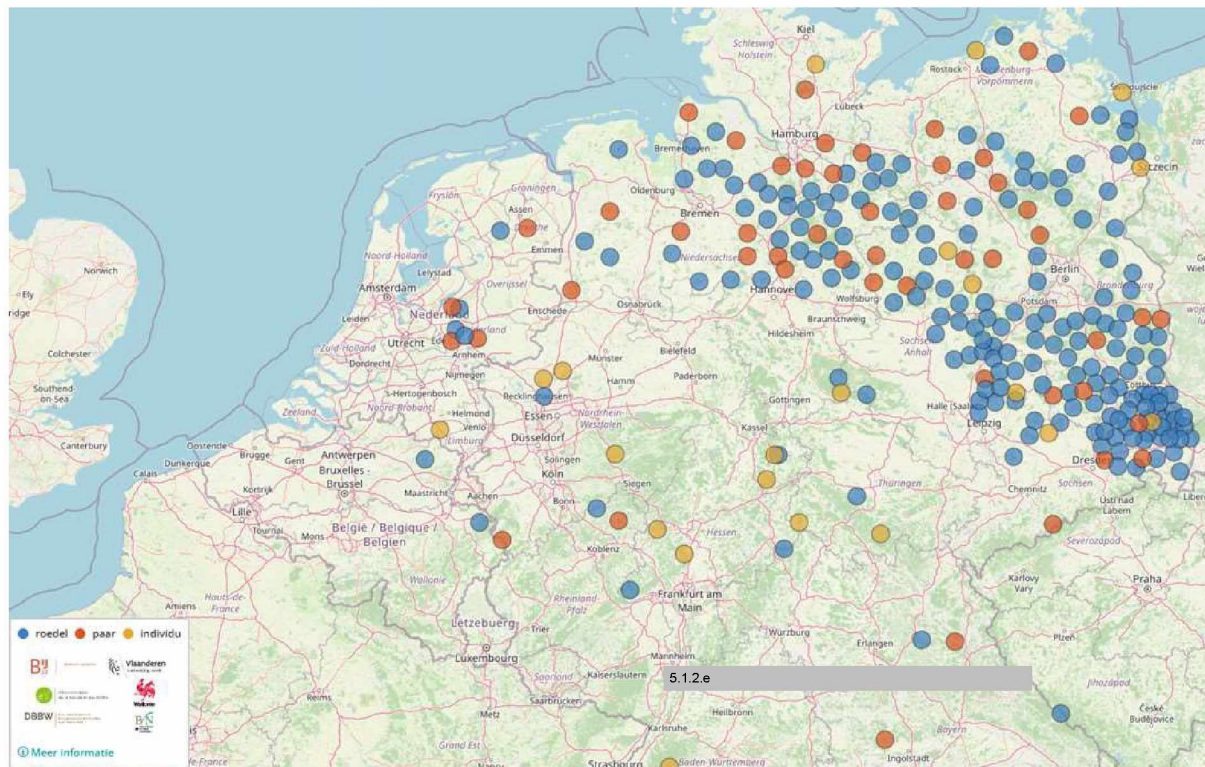 Kiel
Schleswig
Holstein
Rostock
Mecklenburg
Vorpommern
Lübeck
Hamburg
Szczecin
Bremerhaven
Groningen
Oldenburg
Bremen
Fryslân
Assen
Emmen
Noord-Holland
Niedersachsen
Norwich
Lelystad
Berlin
Ely
Amsterdam
Overijssel
Brandenburg
Hannover
Wolfsburg
Potsdam
Leiden
Nederland
Enschede
Osnabrück
Braunschweig
Colchester
Utrecht
Hildesheim
Zuid-Holland
Arnhem
Bielefeld
Sachsen
Anhalt
Dordrecht
Münster
Southend
-on-Sea
Nijmegen
Hamm
Paderborn
's-Hertogenbosch
Recklinghausen
Göttingen
Zeeland
Noord-Brabant
Helmond
Essen
Nordrhein
Westfalen
Halle (Saale)
Venlo
Kassel
Leipzig
Canterbury
Oostende
Limburg
Düsseldorf
Brugge
Antwerpen
Solingen
Dresden
Calais
Dunkerque
Gent
Bruxelles -
Brussel
Köln
Thüringen
Kortrijk
Maastricht
Aachen
Siegen
Chemnitz
Sachsen
Lille
Bonn
Ústí nad
Labem
Tournai
Mons
België / Belgique /
Belgien
Hessen
Koblenz
Severozápad
Wallonie
Karlovy
Vary
Praha
Hauts-de-
France
Rheinland-
Pfalz
Frankfurt am
Main
Amiens
Lëtzebuerg
Trier
Plzeň
Würzburg
Erlangen
roedel paar individu
Luxembourg
Mannheim
Saarland
Kaiserslautern
5.1.2.e
Vlaanderen
Saarbrücken
Jihozápad
Reims
Wallonie
Heilbronn
České
Budějovice
DBBW
Metz
Karlsruhe
Bayern
Meer informatie
Grand Est
Ingolstadt
Strasbourg
Baden-Württemberg